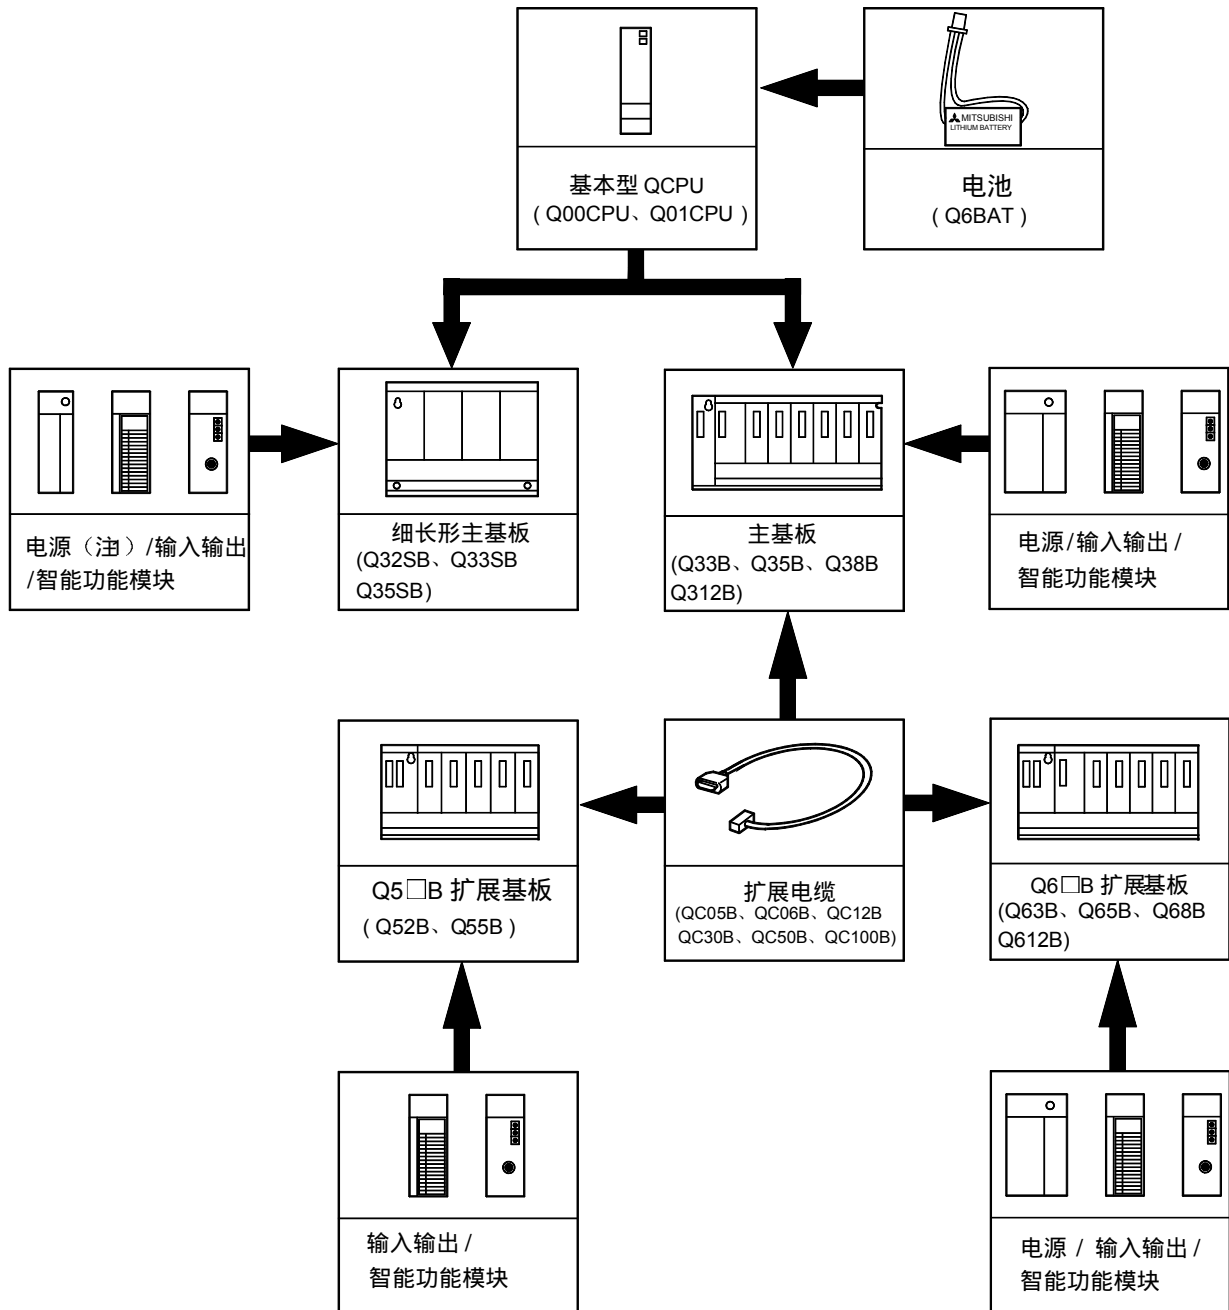 MITSUBISHI
LITHIUM BATTERY
基本型 QCPU
( Q00CPU、Q01CPU )
电池
( Q6BAT )
电源（注1）/输入输出
/智能功能模块
细长形主基板
(Q32SB、Q33SB
Q35SB)
主基板
(Q33B、Q35B、Q38B
Q312B)
电源/输入输出 /
智能功能模块
Q5□B 扩展基板
( Q52B、Q55B )
扩展电缆
(QC05B、QC06B、QC12B
QC30B、QC50B、QC100B)
Q6□B 扩展基板
(Q63B、Q65B、Q68B
Q612B)
输入输出 /
智能功能模块
电源 / 输入输出 /
智能功能模块